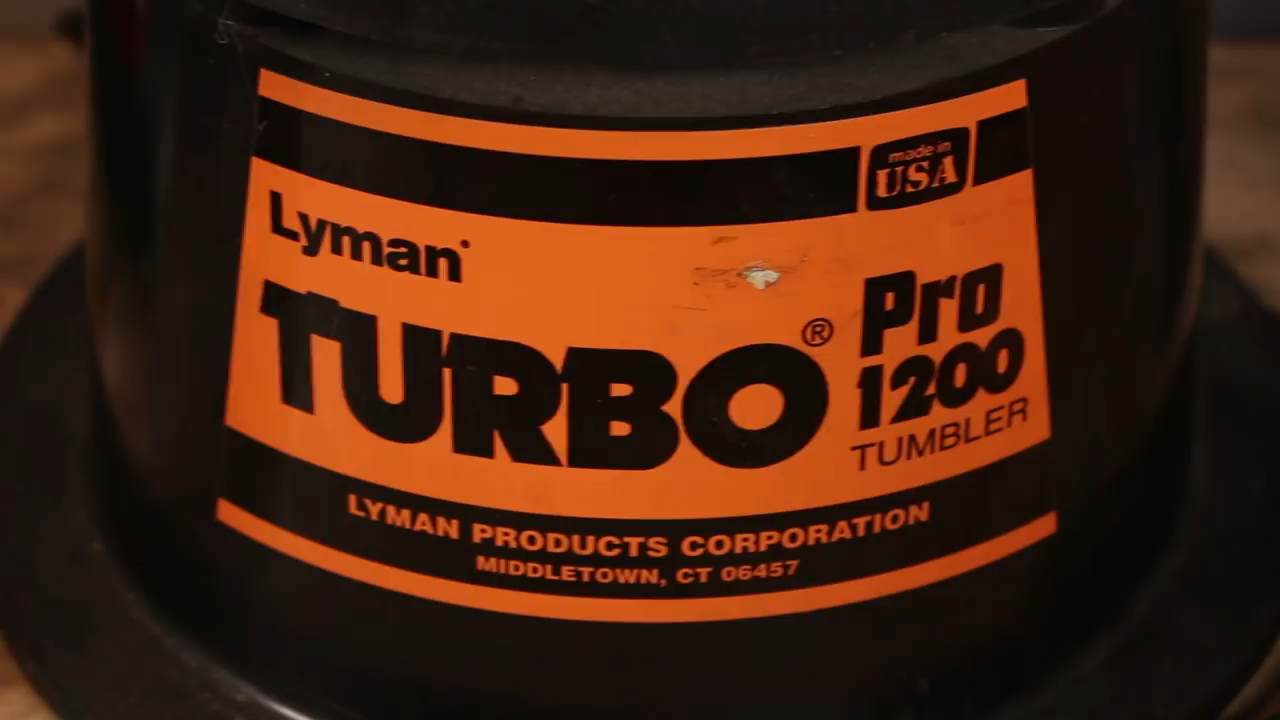 made in
USA
Lyman
TURBO®
Pro
1200
TUMBLER
LYMAN PRODUCTS CORPORATION
MIDDLETOWN, CT 06457